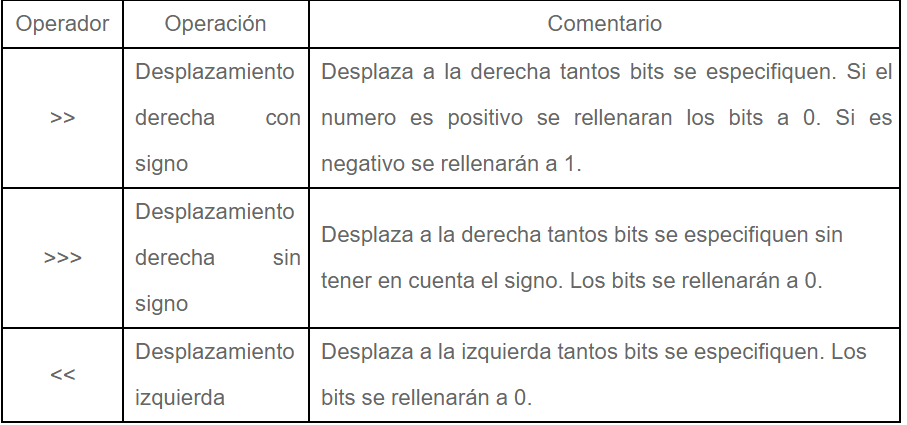 Operador Operación Comentario
>> Desplazamiento derecha con signo Desplaza a la derecha tantos bits se especifiquen. Si el
numero es positivo se rellenaran los bits a 0. Si es
negativo se rellenarán a 1.
>>> Desplazamiento derecha sin signo Desplaza a la derecha tantos bits se especifiquen sin
tener en cuenta el signo. Los bits se rellenarán a 0.
<< Desplazamiento izquierda Desplaza a la izquierda tantos bits se especifiquen. Los
bits se rellenarán a 0.